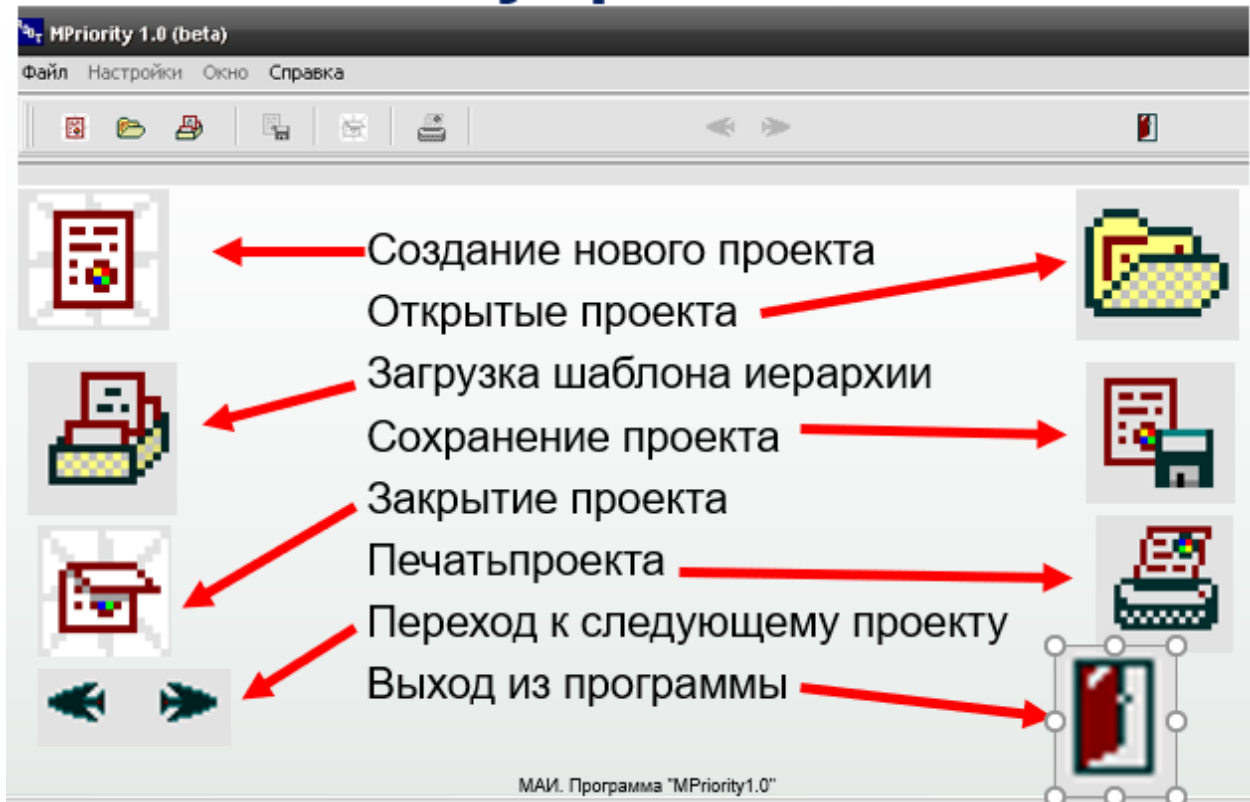 MPriority 1.0 (beta)
Файл Настройки Окно Справка
Создание нового проекта
Открытые проекта
Загрузка шаблона иерархии
Сохранение проекта
Закрытие проекта
Печатьпроекта
Переход к следующему проекту
Выход из программы
МАИ. Программа "MPriority1.0"